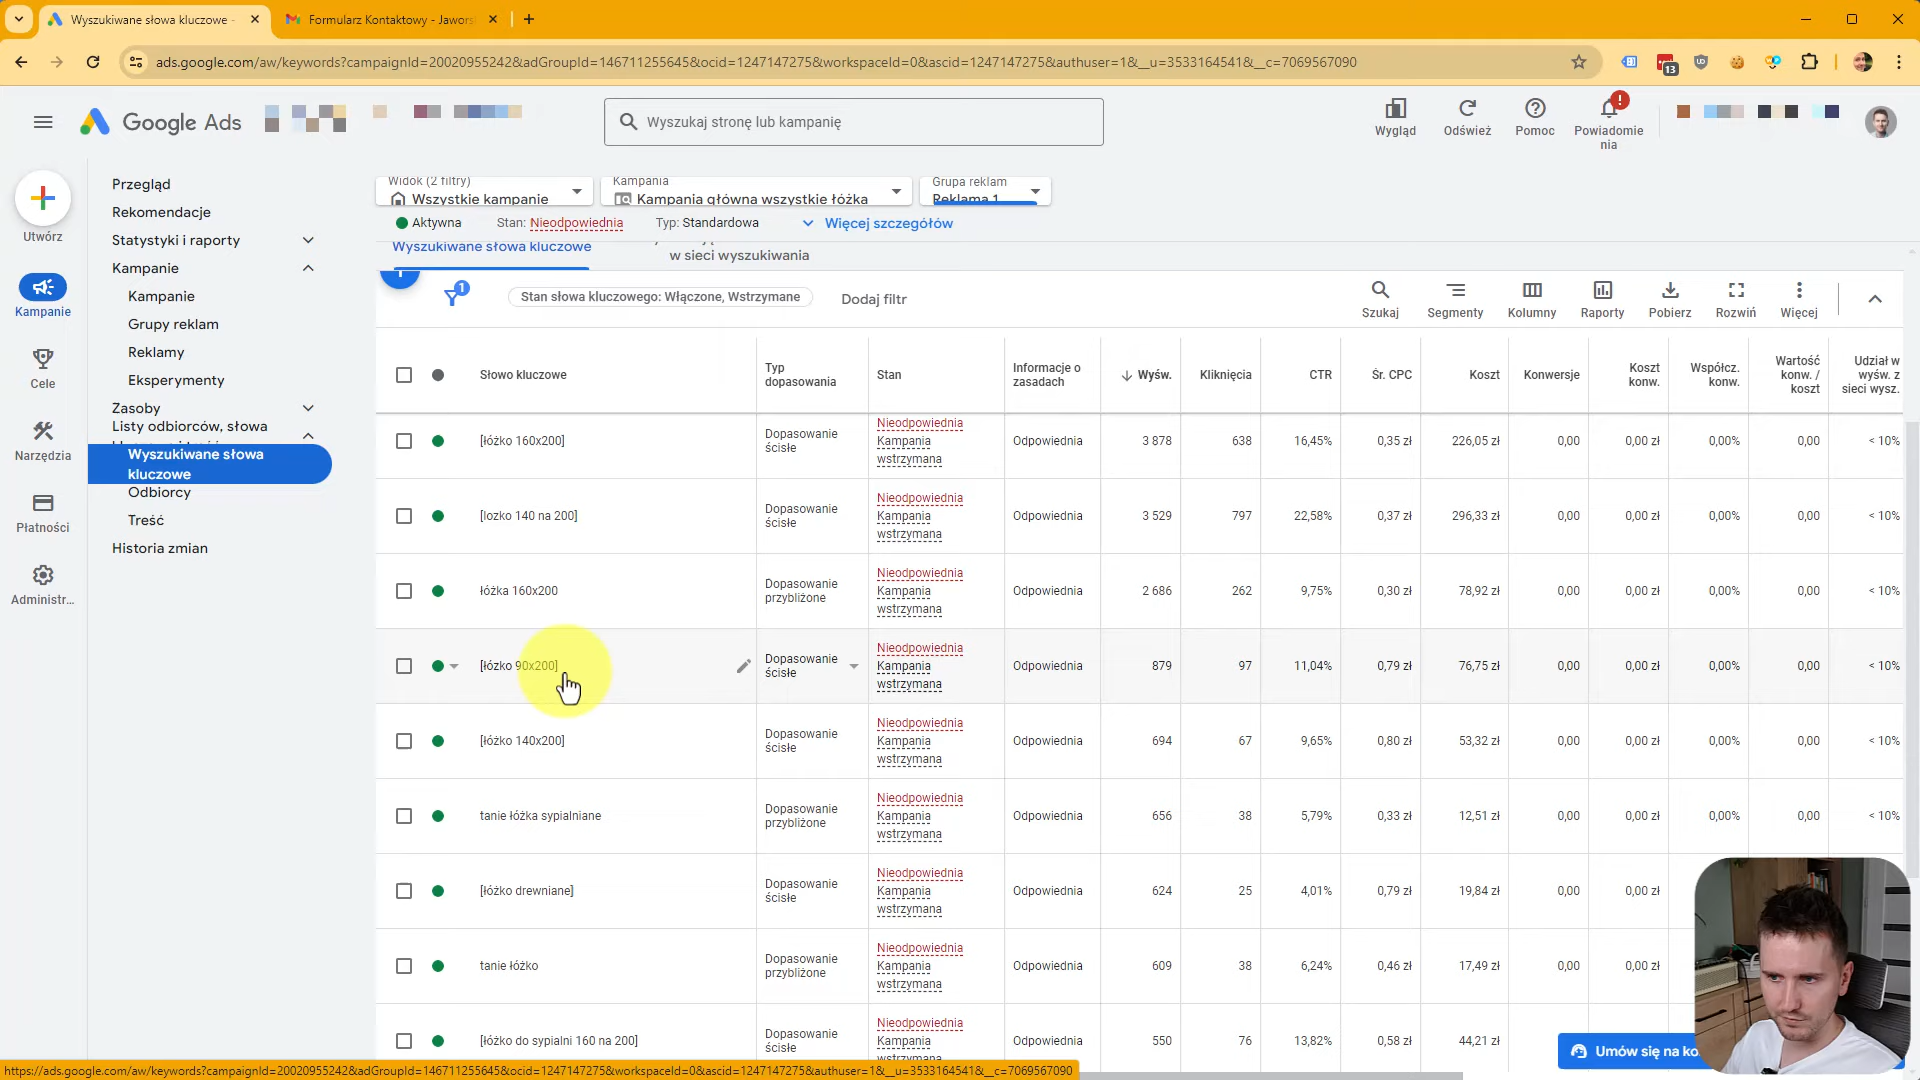 Wyszukiwane słowa kluczowe -
Formularz Kontaktowy - Jawors
ads.google.com/aw/keywords?campaignId=20020955242&adGroupId=146711255645&ocid=1247147275&workspaceId=0&ascid=1247147275&authuser=1&__u=3533164541&__c=7069567090
13
Google Ads
Wyszukaj stronę lub kampanię
Wygląd
Odśwież
Pomoc
Powiadomie
nia
Utwórz
Kampanie
Cele
Narzędzia
Płatności
Administr...
Przegląd
Rekomendacje
Statystyki i raporty
Kampanie
Kampanie
Grupy reklam
Reklamy
Eksperymenty
Zasoby
Listy odbiorców, słowa
Wyszukiwane słowa
kluczowe
Odbiorcy
Treść
Historia zmian
Widok (2 filtry)
Wszystkie kampanie
Kampania
Kampania główna wszystkie łóżka
Grupa reklam
Reklama 1
Aktywna Stan: Nieodpowiednia Typ: Standardowa Więcej szczegółów
Wyszukiwane słowa kluczowe
w sieci wyszukiwania
1
Stan słowa kluczowego: Włączone, Wstrzymane
Dodaj filtr
Szukaj
Segmenty
Kolumny
Raporty
Pobierz
Rozwiń
Więcej
Słowo kluczowe
Typ
dopasowania
Stan
Informacje o
zasadach
Wyśw.
Kliknięcia
CTR
Śr. CPC
Koszt
Konwersje
Koszt
konw.
Współcz.
konw.
Wartość
konw. /
koszt
Udział w
wyśw. z
sieci wysz.
[łóżko 160x200]
Dopasowanie
ścisłe
Nieodpowiednia
Kampania
wstrzymana
Odpowiednia 3 878 638 16,45% 0,35 zł 226,05 zł 0,00 0,00 zł 0,00% 0,00 < 10%
[lozko 140 na 200]
Dopasowanie
ścisłe
Nieodpowiednia
Kampania
wstrzymana
Odpowiednia 3 529 797 22,58% 0,37 zł 296,33 zł 0,00 0,00 zł 0,00% 0,00 < 10%
łóżka 160x200
Dopasowanie
przybliżone
Nieodpowiednia
Kampania
wstrzymana
Odpowiednia 2 686 262 9,75% 0,30 zł 78,92 zł 0,00 0,00 zł 0,00% 0,00 < 10%
[łózko 90x200]
Dopasowanie
ścisłe
Nieodpowiednia
Kampania
wstrzymana
Odpowiednia 879 97 11,04% 0,79 zł 76,75 zł 0,00 0,00 zł 0,00% 0,00 < 10%
[łóżko 140x200]
Dopasowanie
ścisłe
Nieodpowiednia
Kampania
wstrzymana
Odpowiednia 694 67 9,65% 0,80 zł 53,32 zł 0,00 0,00 zł 0,00% 0,00 < 10%
tanie łóżka sypialniane
Dopasowanie
przybliżone
Nieodpowiednia
Kampania
wstrzymana
Odpowiednia 656 38 5,79% 0,33 zł 12,51 zł 0,00 0,00 zł 0,00% 0,00 < 10%
[łóżko drewniane]
Dopasowanie
ścisłe
Nieodpowiednia
Kampania
wstrzymana
Odpowiednia 624 25 4,01% 0,79 zł 19,84 zł 0,00 0,00 zł
tanie łóżko
Dopasowanie
przybliżone
Nieodpowiednia
Kampania
wstrzymana
Odpowiednia 609 38 6,24% 0,46 zł 17,49 zł 0,00 0,00 zł
[łóżko do sypialni 160 na 200]
Dopasowanie
ścisłe
Nieodpowiednia
Kampania
wstrzymana
Odpowiednia 550 76 13,82% 0,58 zł 44,21 zł
Umów się na ko
https://ads.google.com/aw/keywords?campaignId=20020955242&adGroupId=146711255645&ocid=1247147275&workspaceId=0&ascid=1247147275&authuser=1&__u=3533164541&__c=7069567090